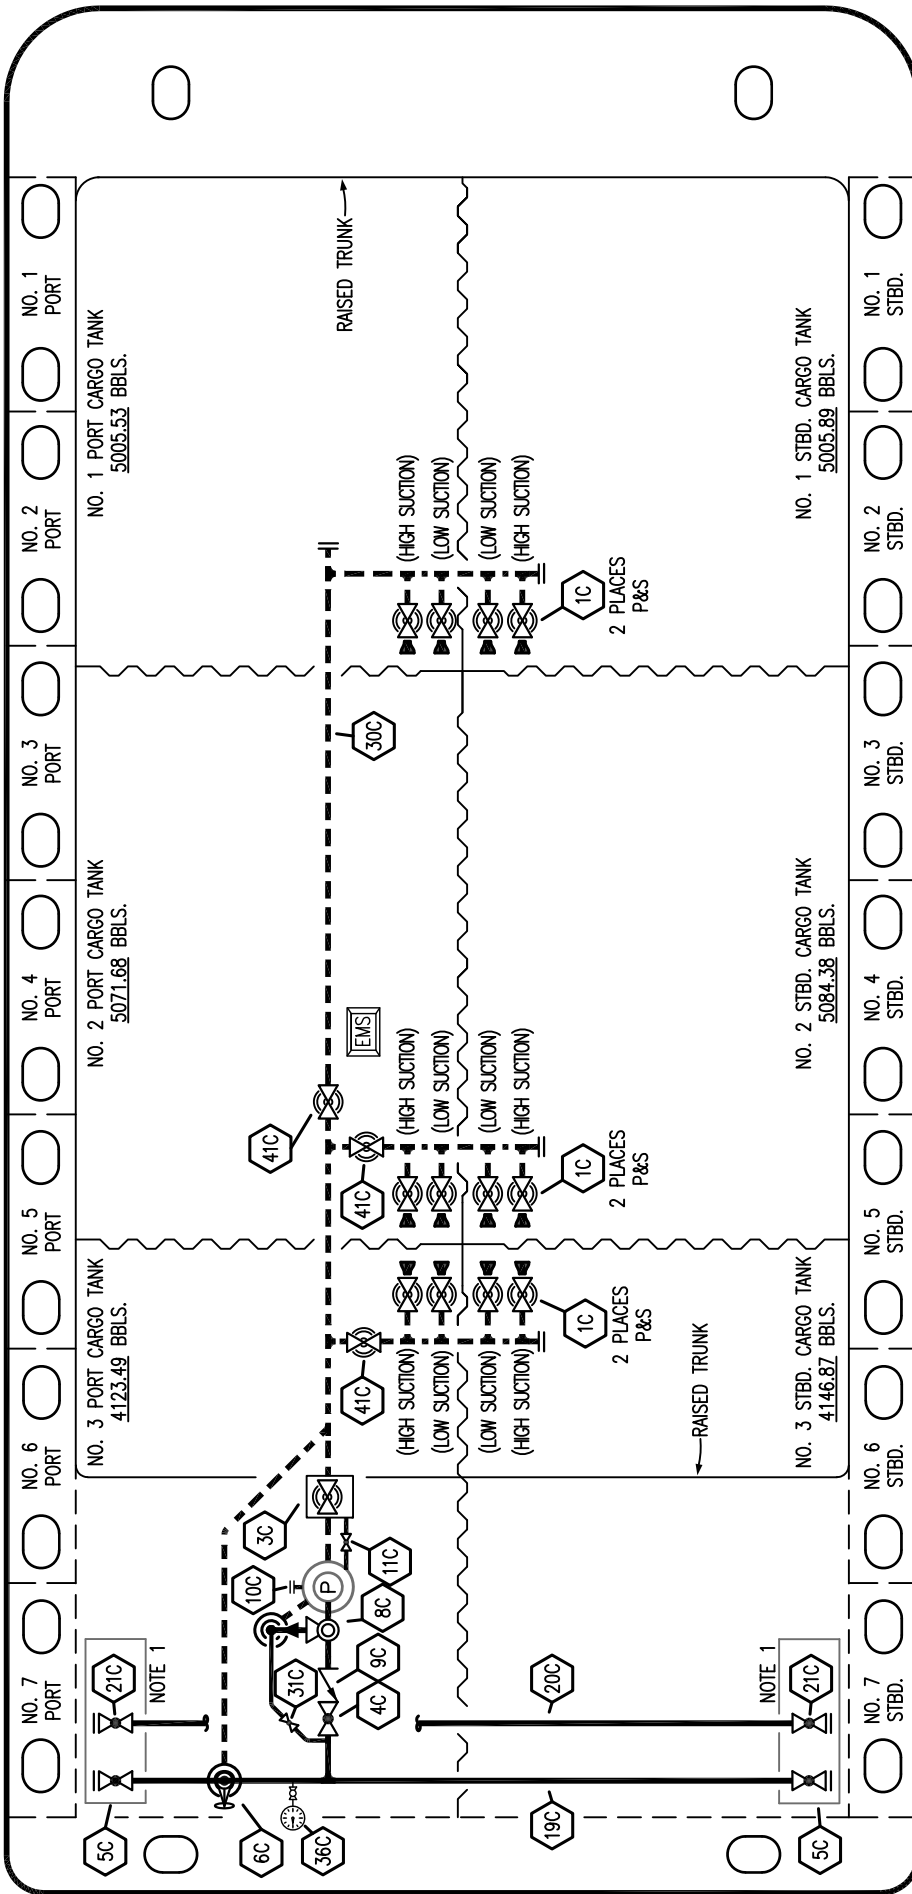 NO. 1
PORT
NO. 2
PORT
NO. 3
PORT
NO. 4
PORT
NO. 5
PORT
NO. 6
PORT
NO. 7
PORT
NO. 1 PORT CARGO TANK
5005.53 BBLS.
NO. 2 PORT CARGO TANK
5071.68 BBLS.
NO. 3 PORT CARGO TANK
4123.49 BBLS.
RAISED TRUNK
(HIGH SUCTION)
(LOW SUCTION)
(LOW SUCTION)
(HIGH SUCTION)
1C
2 PLACES
P&S
30C
EMS
41C
41C
(HIGH SUCTION)
(LOW SUCTION)
(LOW SUCTION)
(HIGH SUCTION)
1C
2 PLACES
P&S
41C
(HIGH SUCTION)
(LOW SUCTION)
(LOW SUCTION)
(HIGH SUCTION)
1C
2 PLACES
P&S
RAISED TRUNK
3C
11C
10C
P
8C
9C
31C
4C
21C
NOTE 1
5C
6C
36C
20C
19C
NOTE 1
21C
5C
NO. 1 STBD. CARGO TANK
5005.89 BBLS.
NO. 2 STBD. CARGO TANK
5084.38 BBLS.
NO. 3 STBD. CARGO TANK
4146.87 BBLS.
NO. 1
STBD.
NO. 2
STBD.
NO. 3
STBD.
NO. 4
STBD.
NO. 5
STBD.
NO. 6
STBD.
NO. 7
STBD.